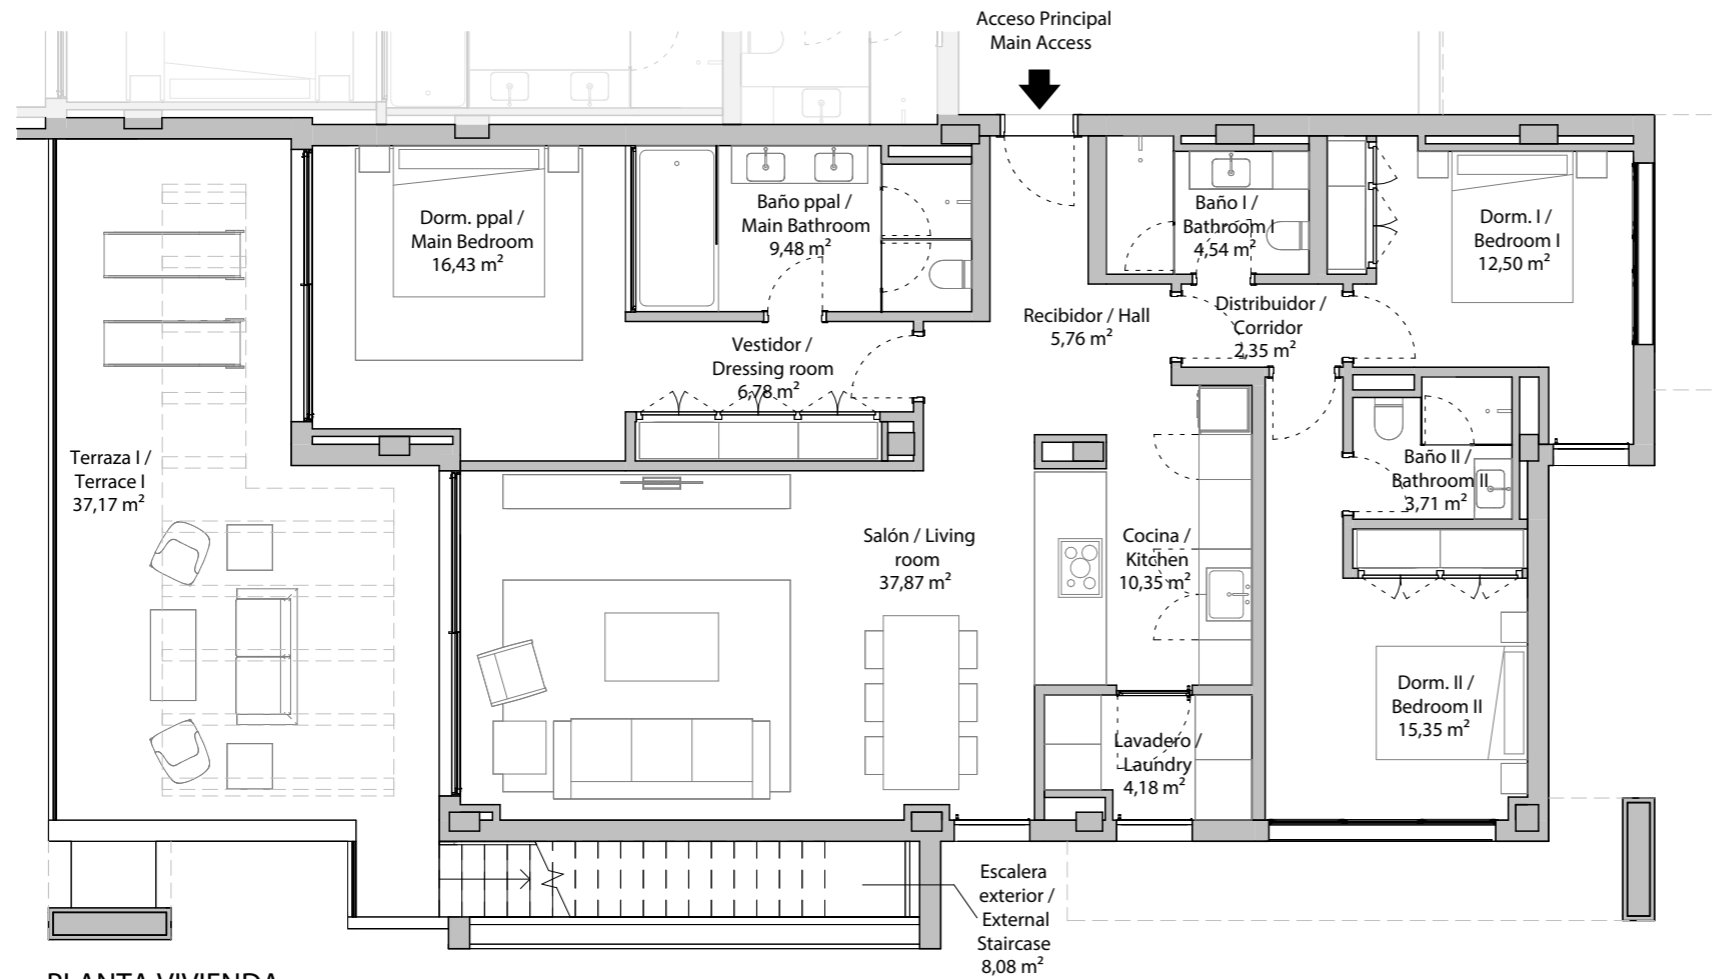 Acceso Principal
Main Access
Dorm. ppal /
Main Bedroom
16,43 m²
Baño ppal /
Main Bathroom
9,48 m²
Baño I /
Bathroom I
4,54 m²
Dorm. I /
Bedroom I
12,50 m²
Recibidor / Hall
5,76 m²
Distribuidor /
Corridor
2,35 m²
Vestidor /
Dressing room
6,78 m²
Terraza I /
Terrace I
37,17 m²
Baño II /
Bathroom II
3,71 m²
Salón / Living
room
37,87 m²
Cocina /
Kitchen
10,35 m²
Dorm. II /
Bedroom II
15,35 m²
Lavadero /
Laundry
4,18 m²
Escalera
exterior /
External
Staircase
8,08 m²
PLANTA VIVIENDA